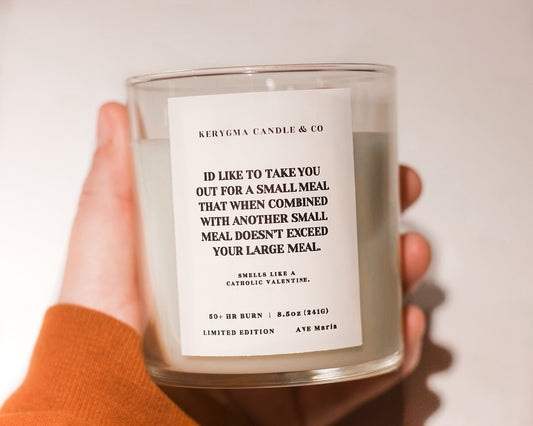 KERYGMA CANDLE & CO
ID LIKE TO TAKE YOU
OUT FOR A SMALL MEAL
THAT WHEN COMBINED
WITH ANOTHER SMALL
MEAL DOESN'T EXCEED
YOUR LARGE MEAL.
SMELLS LIKE A
CATHOLIC VALENTINE.
50+ HR BURN | 8.5oz (241G)
LIMITED EDITION AVE Maria